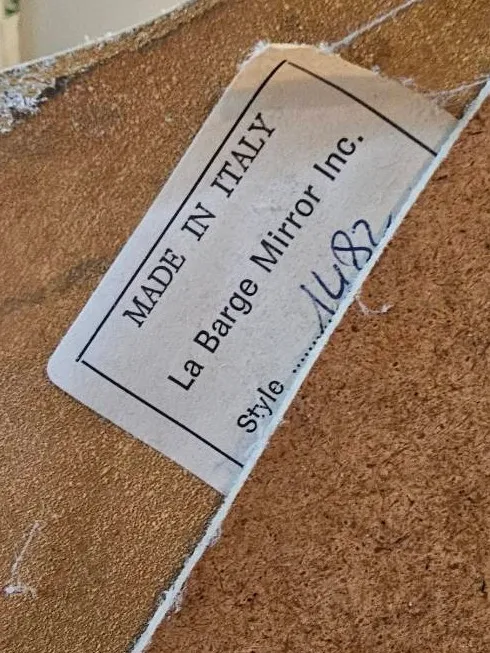 MADE IN ITALY
La Barge Mirror Inc.
Style ........ 1482